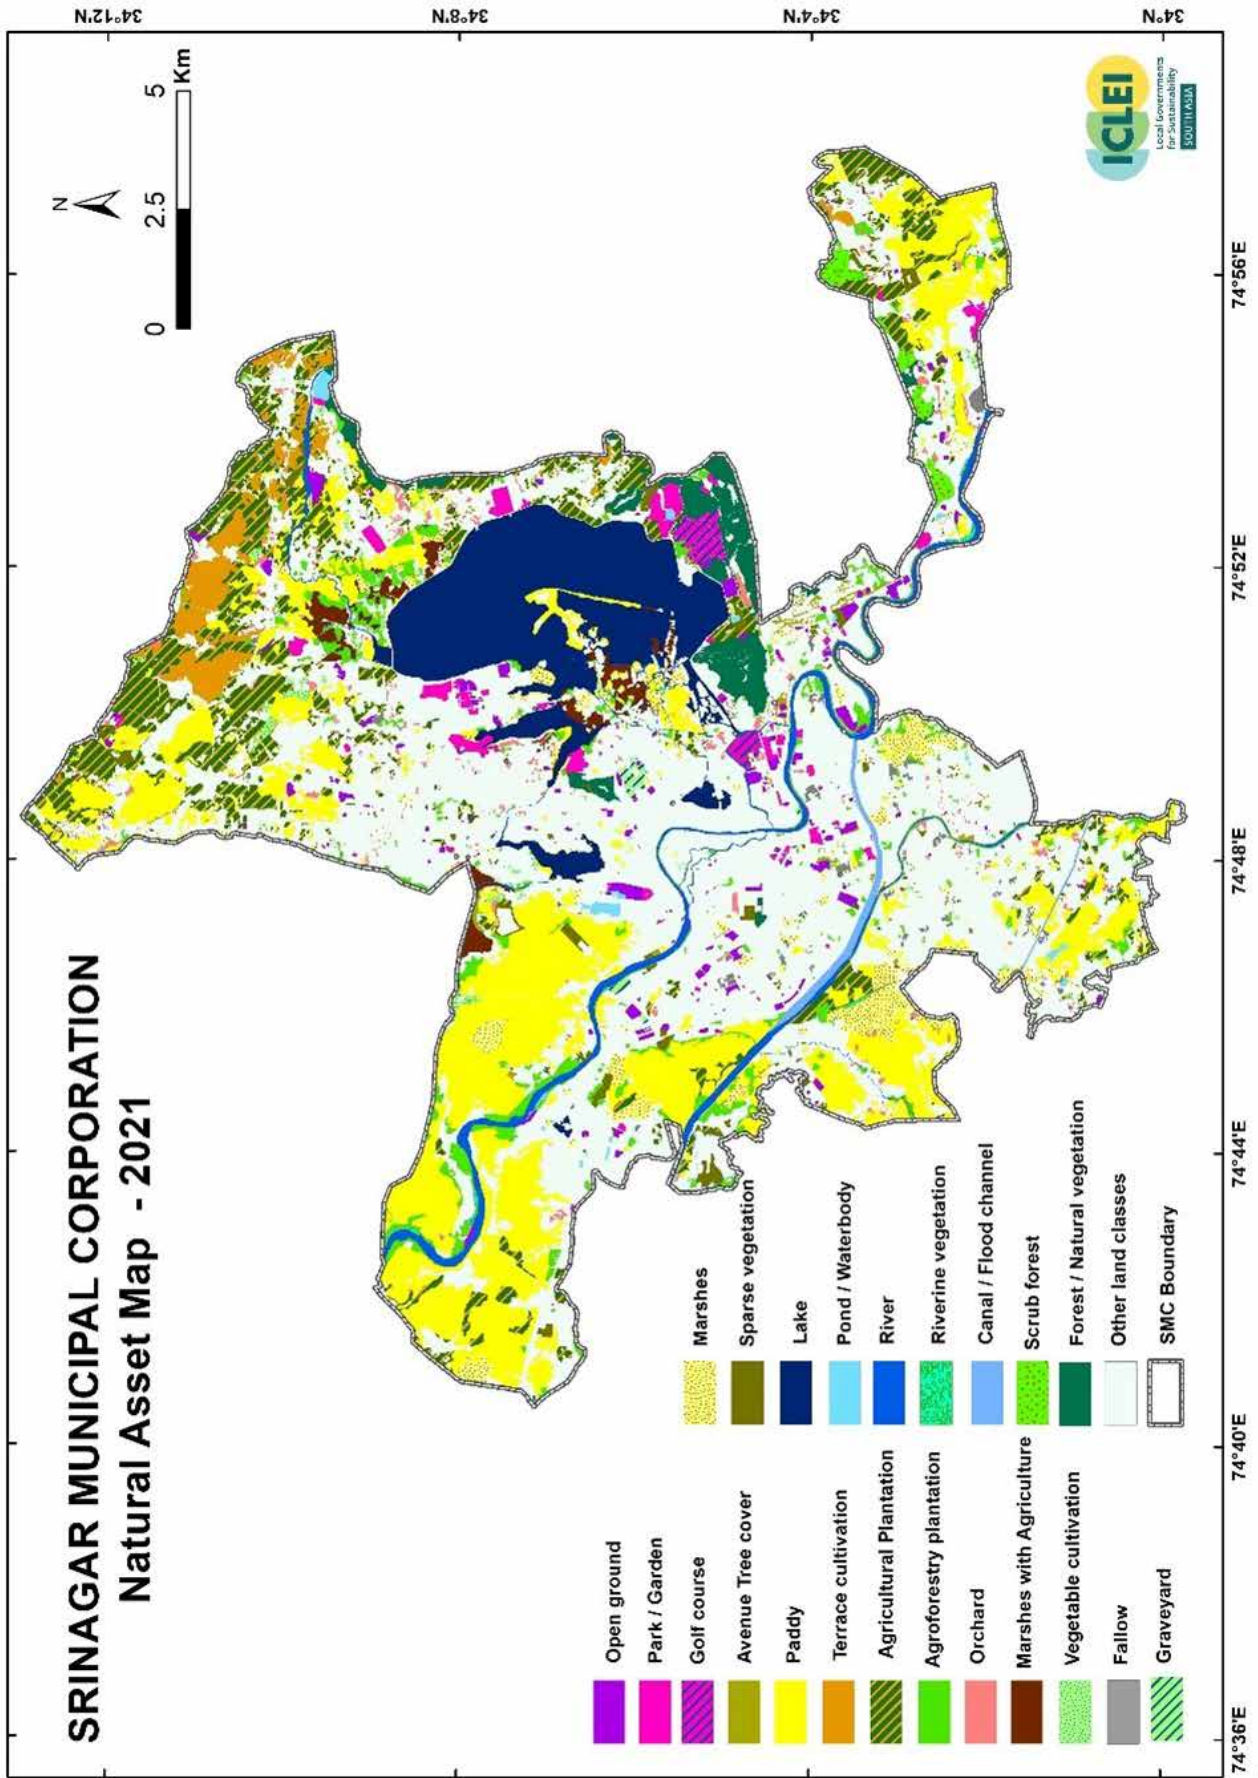 SRINAGAR MUNICIPAL CORPORATION
Natural Asset Map - 2021
N
0 2.5 5 Km
34°12'N
34°8'N
34°4'N
34°N
74°36'E
74°40'E
74°44'E
74°48'E
74°52'E
74°56'E
Open ground
Park / Garden
Golf course
Avenue Tree cover
Paddy
Terrace cultivation
Agricultural Plantation
Agroforestry plantation
Orchard
Marshes with Agriculture
Vegetable cultivation
Fallow
Graveyard
Marshes
Sparse vegetation
Lake
Pond / Waterbody
River
Riverine vegetation
Canal / Flood channel
Scrub forest
Forest / Natural vegetation
Other land classes
SMC Boundary
ICLEI
Local Governments
for Sustainability
SOUTH ASIA